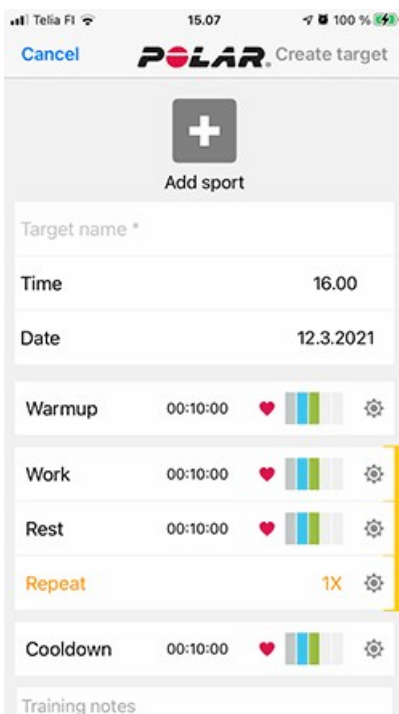 Telia FI 15.07 100 %
Cancel POLAR. Create target
Add sport
Target name *
Time 16.00
Date 12.3.2021
Warmup 00:10:00
Work 00:10:00
Rest 00:10:00
Repeat 1X
Cooldown 00:10:00
Training notes